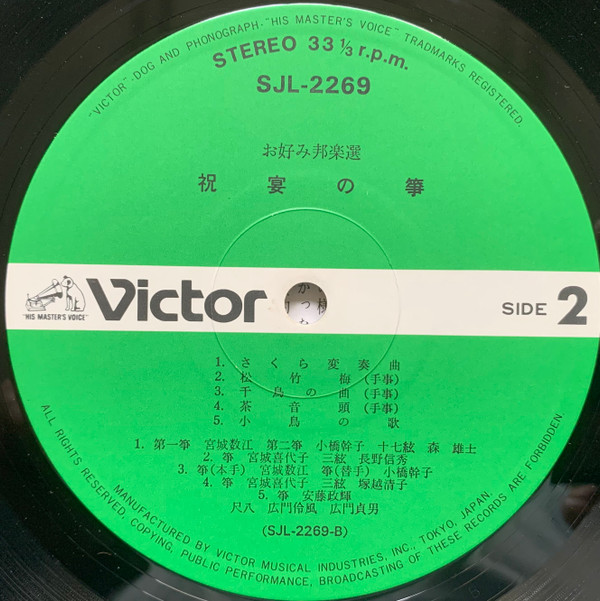 "VICTOR"-DOG AND PHONOGRAPH-"HIS MASTER'S VOICE" TRADMARKS REGISTERED.
STEREO 33 1/3 r.p.m.
SJL-2269
お好み邦楽選
祝宴の箏
"HIS MASTER'S VOICE"
Victor
SIDE 2
1. さくら変奏曲
2. 松竹梅(手事)
3. 千鳥の曲(手事)
4. 茶音頭(手事)
5. 小鳥の歌
1. 第一箏 宮城数江 第二箏 小橋幹子 十七絃 森 雄士
2. 箏 宮城喜代子 三絃 長野信秀
3. 箏(本手) 宮城数江 箏(替手) 小橋幹子
4. 箏 宮城喜代子 三絃 塚越清子
5. 箏 安藤政輝
尺八 広門伶風 広門貞男
(SJL-2269-B)
MANUFACTURED BY VICTOR MUSICAL INDUSTRIES, INC., TOKYO, JAPAN.
ALL RIGHTS RESERVED. COPYING, PUBLIC PERFORMANCE, BROADCASTING OF THESE RECORDS ARE FORBIDDEN.